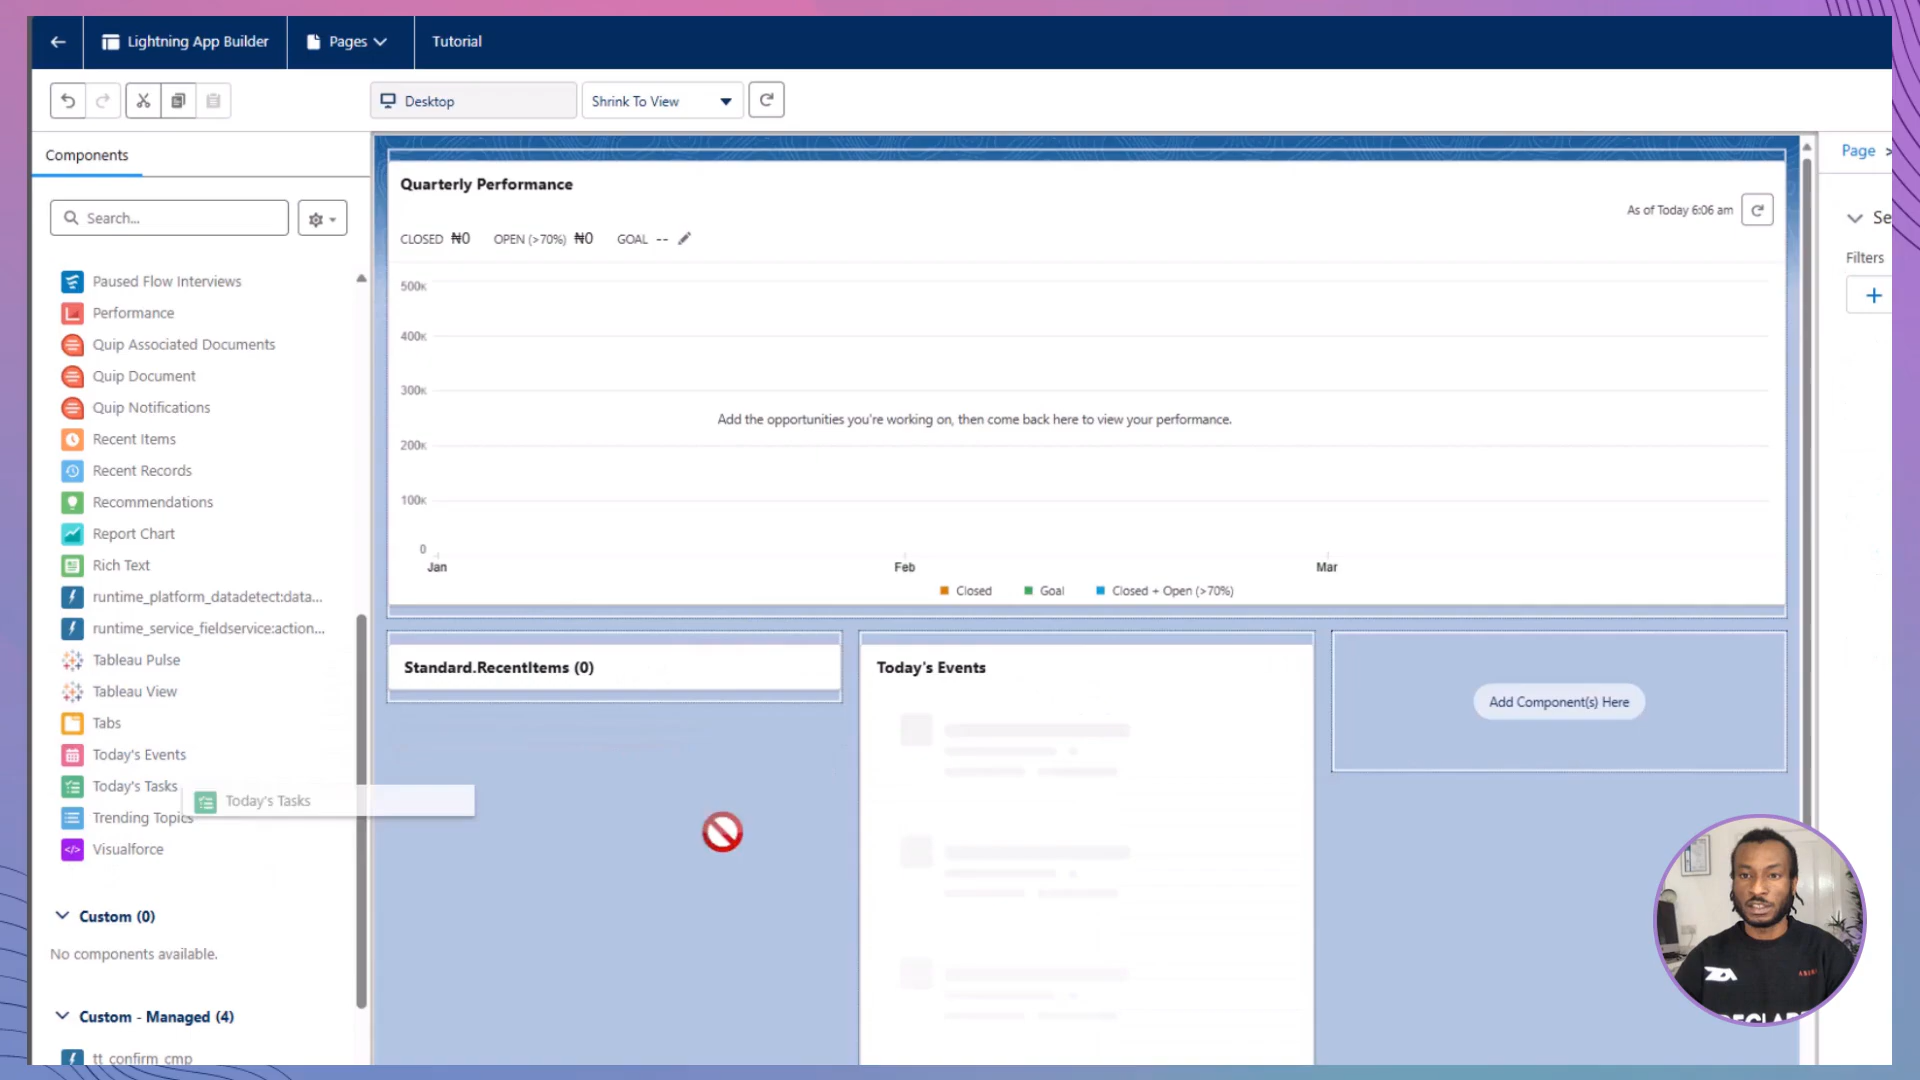 Lightning App Builder
Pages
Tutorial
Desktop
Shrink To View
Components
Search...
Paused Flow Interviews
Performance
Quip Associated Documents
Quip Document
Quip Notifications
Recent Items
Recent Records
Recommendations
Report Chart
Rich Text
runtime_platform_datadetect:data...
runtime_service_fieldservice:action...
Tableau Pulse
Tableau View
Tabs
Today's Events
Today's Tasks
Today's Tasks
Trending Topics
Visualforce
Custom (0)
No components available.
Custom - Managed (4)
tt_confirm_cmp
Quarterly Performance
As of Today 6:06 am
CLOSED ₦0 OPEN (>70%) ₦0 GOAL --
500K
400K
300K
Add the opportunities you're working on, then come back here to view your performance.
200K
100K
0
Jan Feb Mar
Closed Goal Closed + Open (>70%)
Standard.RecentItems (0)
Today's Events
Add Component(s) Here
Page >
Se
Filters